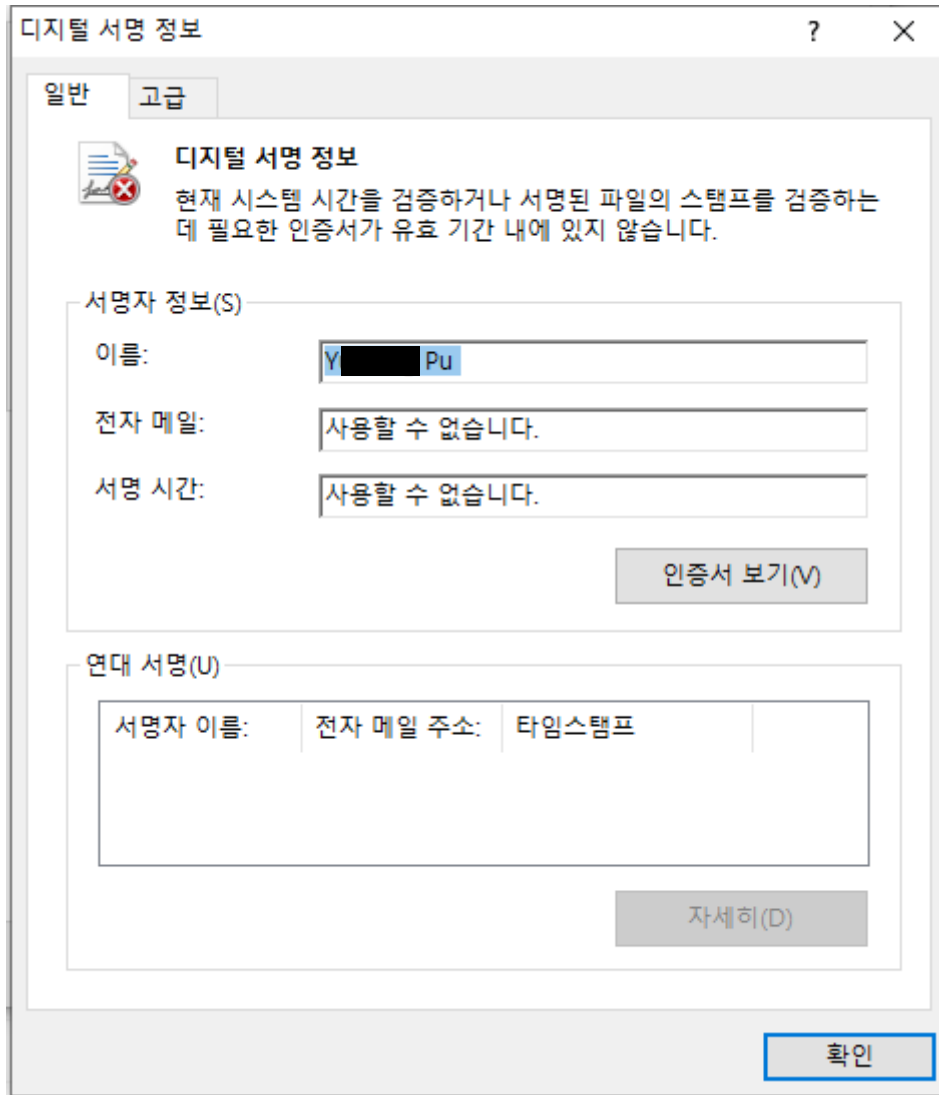 디지털 서명 정보
?
일반
고급
디지털 서명 정보
현재 시스템 시간을 검증하거나 서명된 파일의 스탬프를 검증하는
데 필요한 인증서가 유효 기간 내에 있지 않습니다.
서명자 정보(S)
이름:
Pu
전자 메일:
사용할 수 없습니다.
서명 시간:
사용할 수 없습니다.
인증서 보기(V)
연대 서명(U)
서명자 이름: 전자 메일 주소: 타임스탬프
자세히(D)
확인